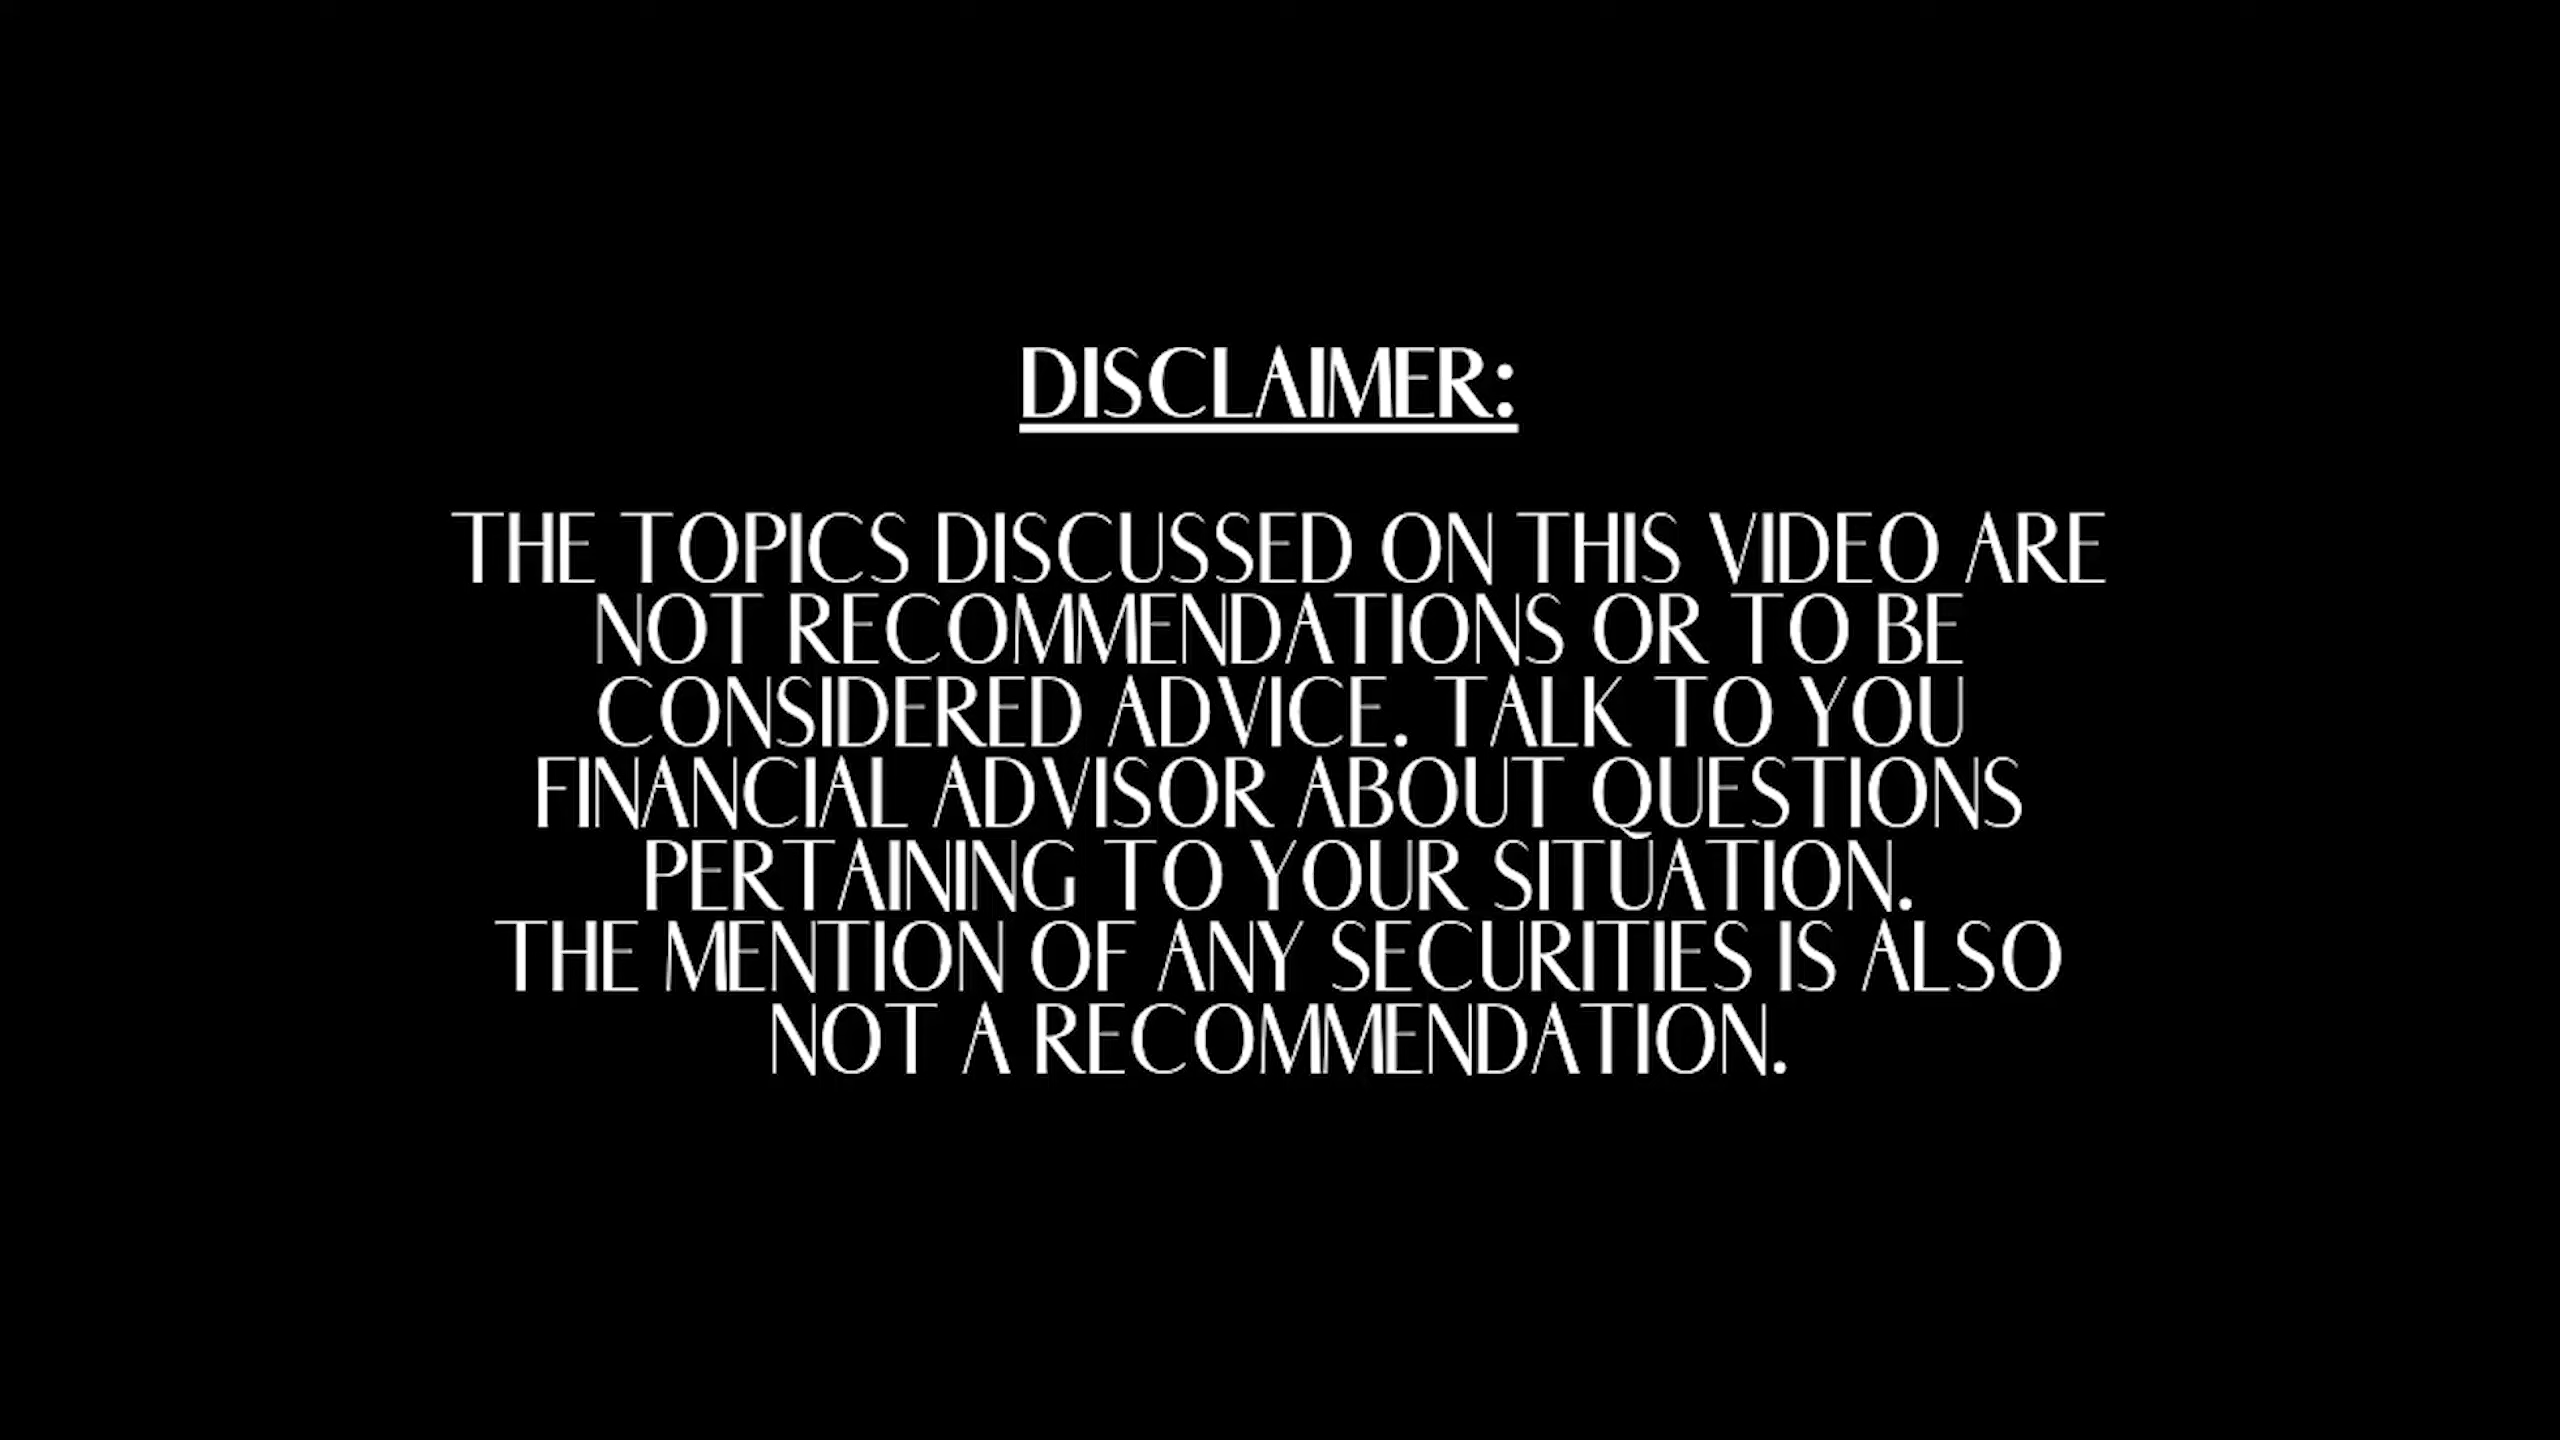 DISCLAIMER:
THE TOPICS DISCUSSED ON THIS VIDEO ARE
NOT RECOMMENDATIONS OR TO BE
CONSIDERED ADVICE. TALK TO YOU
FINANCIAL ADVISOR ABOUT QUESTIONS
PERTAINING TO YOUR SITUATION.
THE MENTION OF ANY SECURITIES IS ALSO
NOT A RECOMMENDATION.